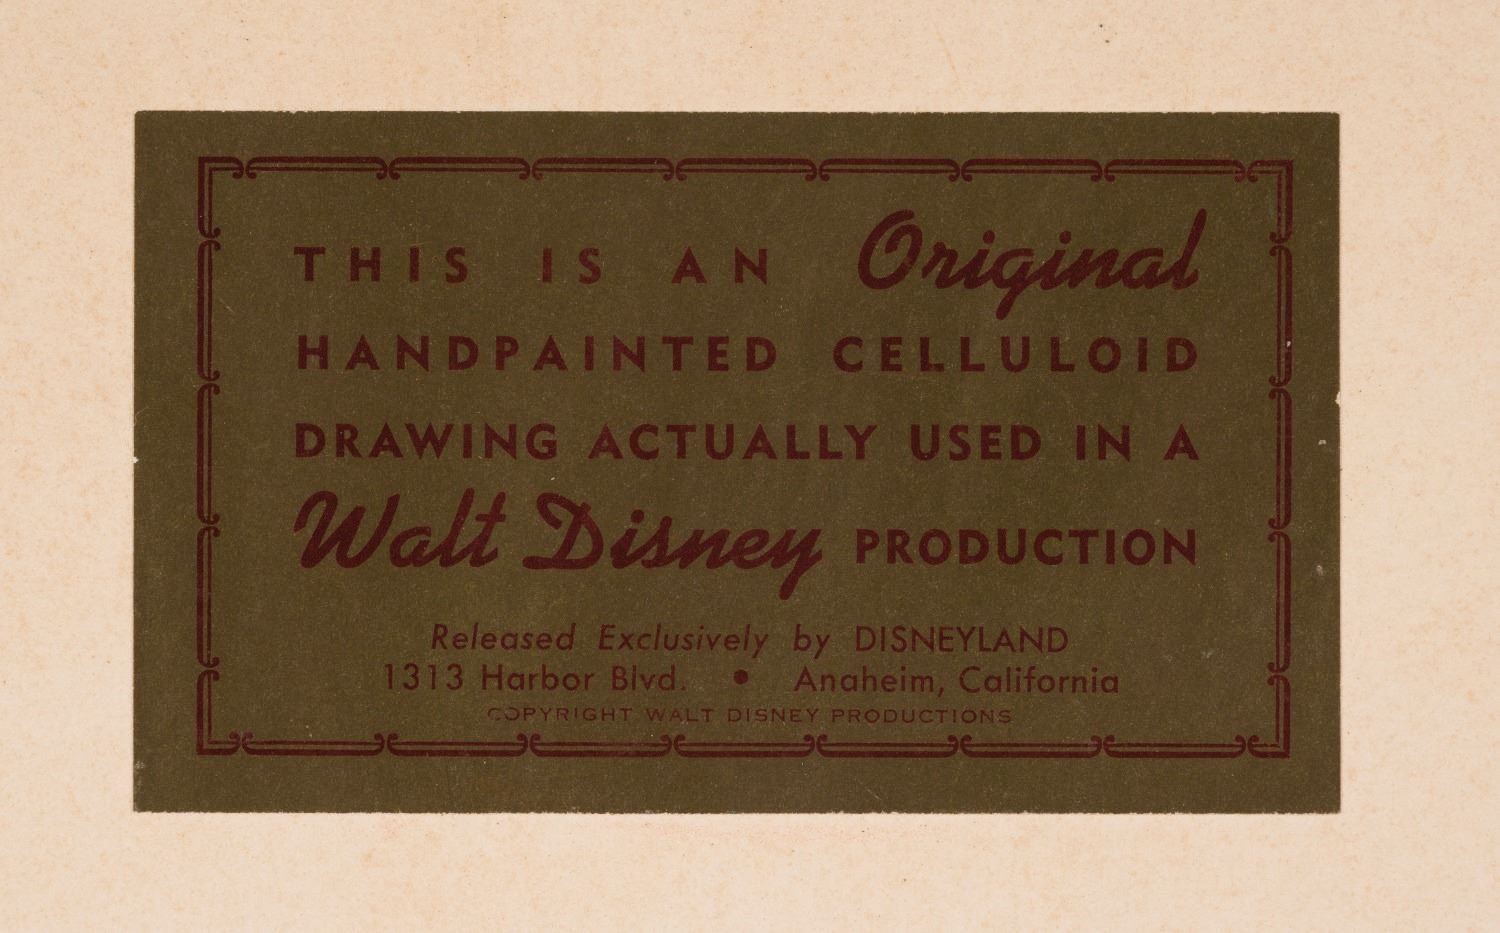 THIS IS AN Original
HANDPAINTED CELLULOID
DRAWING ACTUALLY USED IN A
Walt Disney PRODUCTION
Released Exclusively by DISNEYLAND
1313 Harbor Blvd. • Anaheim, California
COPYRIGHT WALT DISNEY PRODUCTIONS